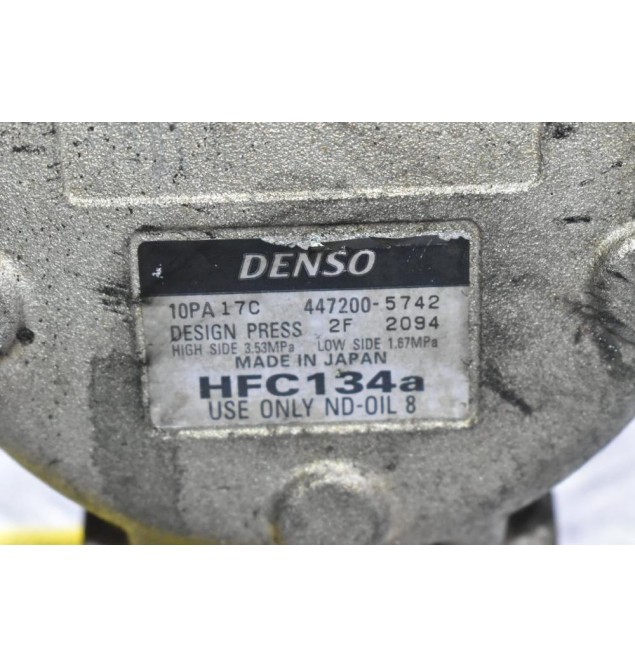 DENSO
10PA17C 447200-5742
DESIGN PRESS 2F 2094
HIGH SIDE 3.53MPa LOW SIDE 1.67MPa
MADE IN JAPAN
HFC134a
USE ONLY ND-OIL 8